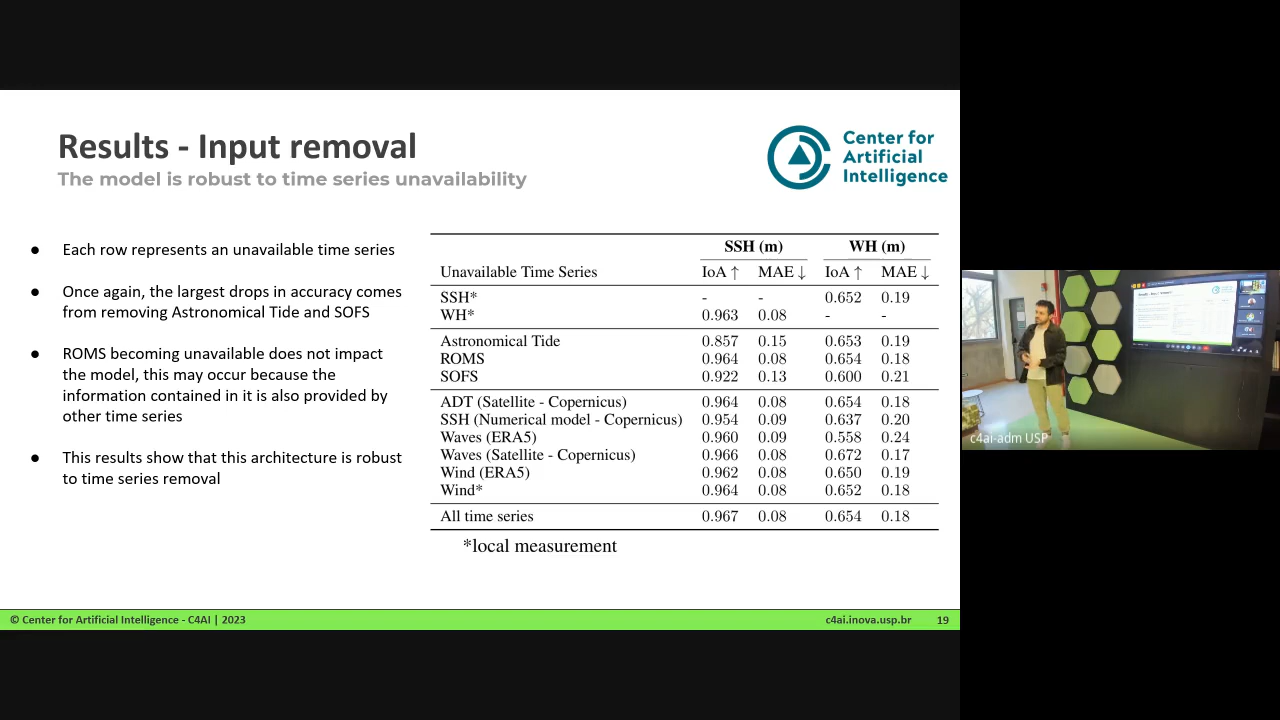 Results - Input removal
The model is robust to time series unavailability
Center for
Artificial
Intelligence
● Each row represents an unavailable time series
● Once again, the largest drops in accuracy comes
from removing Astronomical Tide and SOFS
● ROMS becoming unavailable does not impact
the model, this may occur because the
information contained in it is also provided by
other time series
● This results show that this architecture is robust
to time series removal
SSH (m) WH (m)
Unavailable Time Series IoA ↑ MAE ↓ IoA ↑ MAE ↓
SSH* - - 0.652 0.19
WH* 0.963 0.08 - -
Astronomical Tide 0.857 0.15 0.653 0.19
ROMS 0.964 0.08 0.654 0.18
SOFS 0.922 0.13 0.600 0.21
ADT (Satellite - Copernicus) 0.964 0.08 0.654 0.18
SSH (Numerical model - Copernicus) 0.954 0.09 0.637 0.20
Waves (ERA5) 0.960 0.09 0.558 0.24
Waves (Satellite - Copernicus) 0.966 0.08 0.672 0.17
Wind (ERA5) 0.962 0.08 0.650 0.19
Wind* 0.964 0.08 0.652 0.18
All time series 0.967 0.08 0.654 0.18
*local measurement
© Center for Artificial Intelligence - C4AI | 2023
c4ai.inova.usp.br 19
c4ai-adm USP